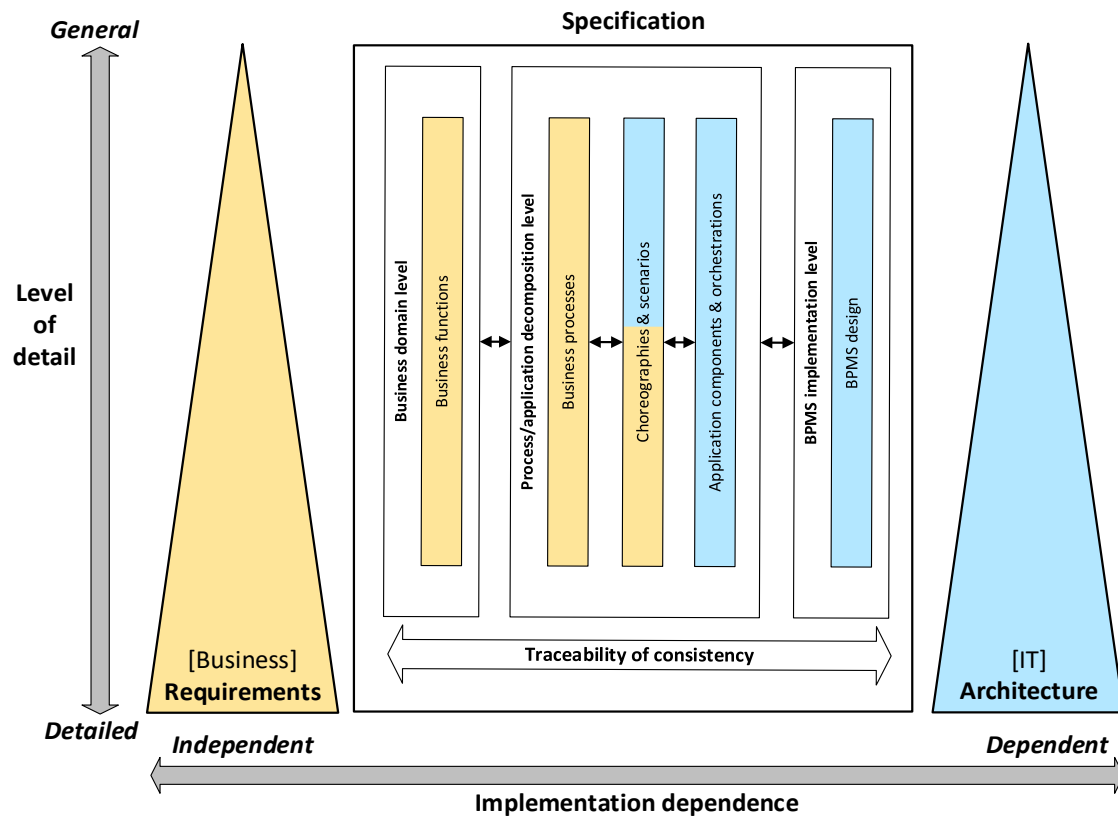 Specification
General
Level
of
detail
Detailed
[Business]
Requirements
Business domain level
Business functions
Process/application decomposition level
Business processes
Choreographies & scenarios
Application components & orchestrations
BPMS implementation level
BPMS design
Traceability of consistency
[IT]
Architecture
Independent
Dependent
Implementation dependence